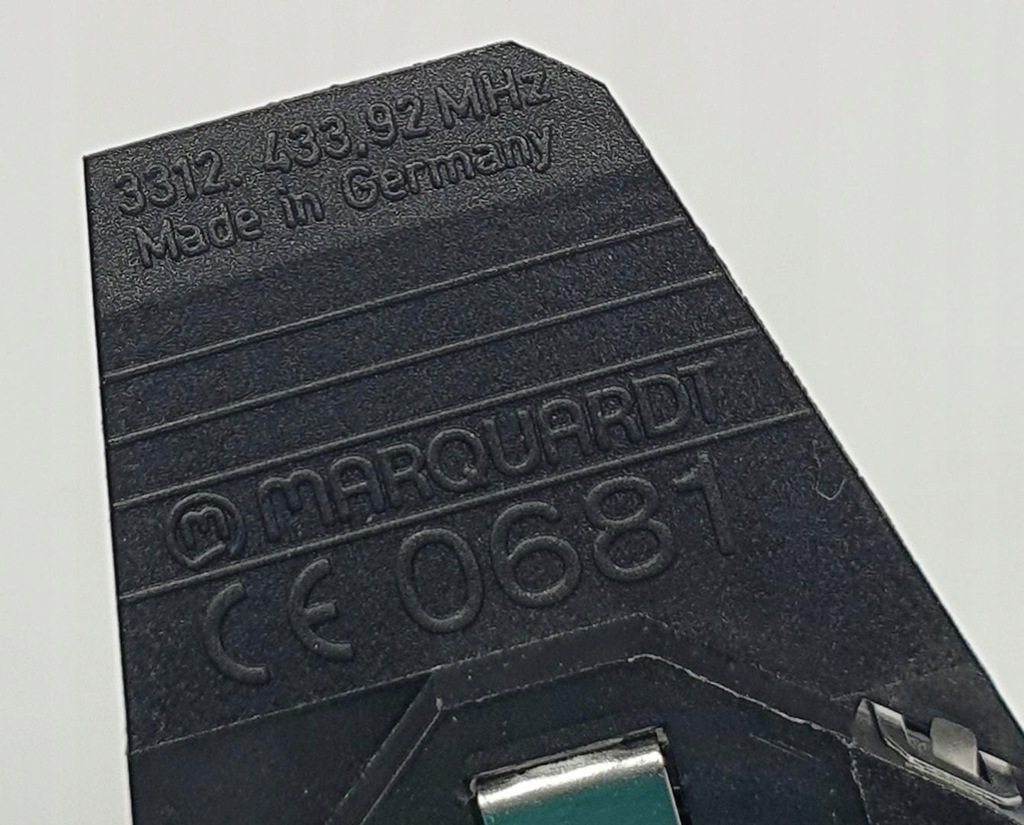 3312. 433,92 MHz
Made in Germany
M MARQUARDT
CE 0681